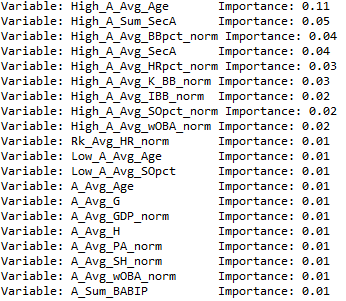 Variable: High_A_Avg_Age Importance: 0.11
Variable: High_A_Sum_SecA Importance: 0.05
Variable: High_A_Avg_BBpct_norm Importance: 0.04
Variable: High_A_Avg_SecA Importance: 0.04
Variable: High_A_Avg_HRpct_norm Importance: 0.03
Variable: High_A_Avg_K_BB_norm Importance: 0.03
Variable: High_A_Avg_IBB_norm Importance: 0.02
Variable: High_A_Avg_SOpct_norm Importance: 0.02
Variable: High_A_Avg_wOBA_norm Importance: 0.02
Variable: Rk_Avg_HR_norm Importance: 0.01
Variable: Low_A_Avg_Age Importance: 0.01
Variable: Low_A_Avg_SOpct Importance: 0.01
Variable: A_Avg_Age Importance: 0.01
Variable: A_Avg_G Importance: 0.01
Variable: A_Avg_GDP_norm Importance: 0.01
Variable: A_Avg_H Importance: 0.01
Variable: A_Avg_PA_norm Importance: 0.01
Variable: A_Avg_SH_norm Importance: 0.01
Variable: A_Avg_wOBA_norm Importance: 0.01
Variable: A_Sum_BABIP Importance: 0.01